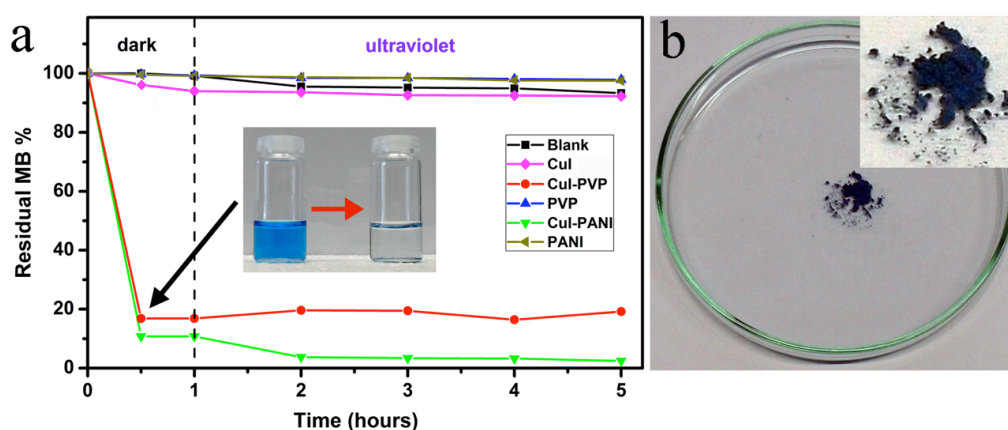 a
dark
ultraviolet
100
80
60
40
20
0
Residual MB %
Blank
CuI
CuI-PVP
PVP
CuI-PANI
PANI
0 1 2 3 4 5
Time (hours)
b